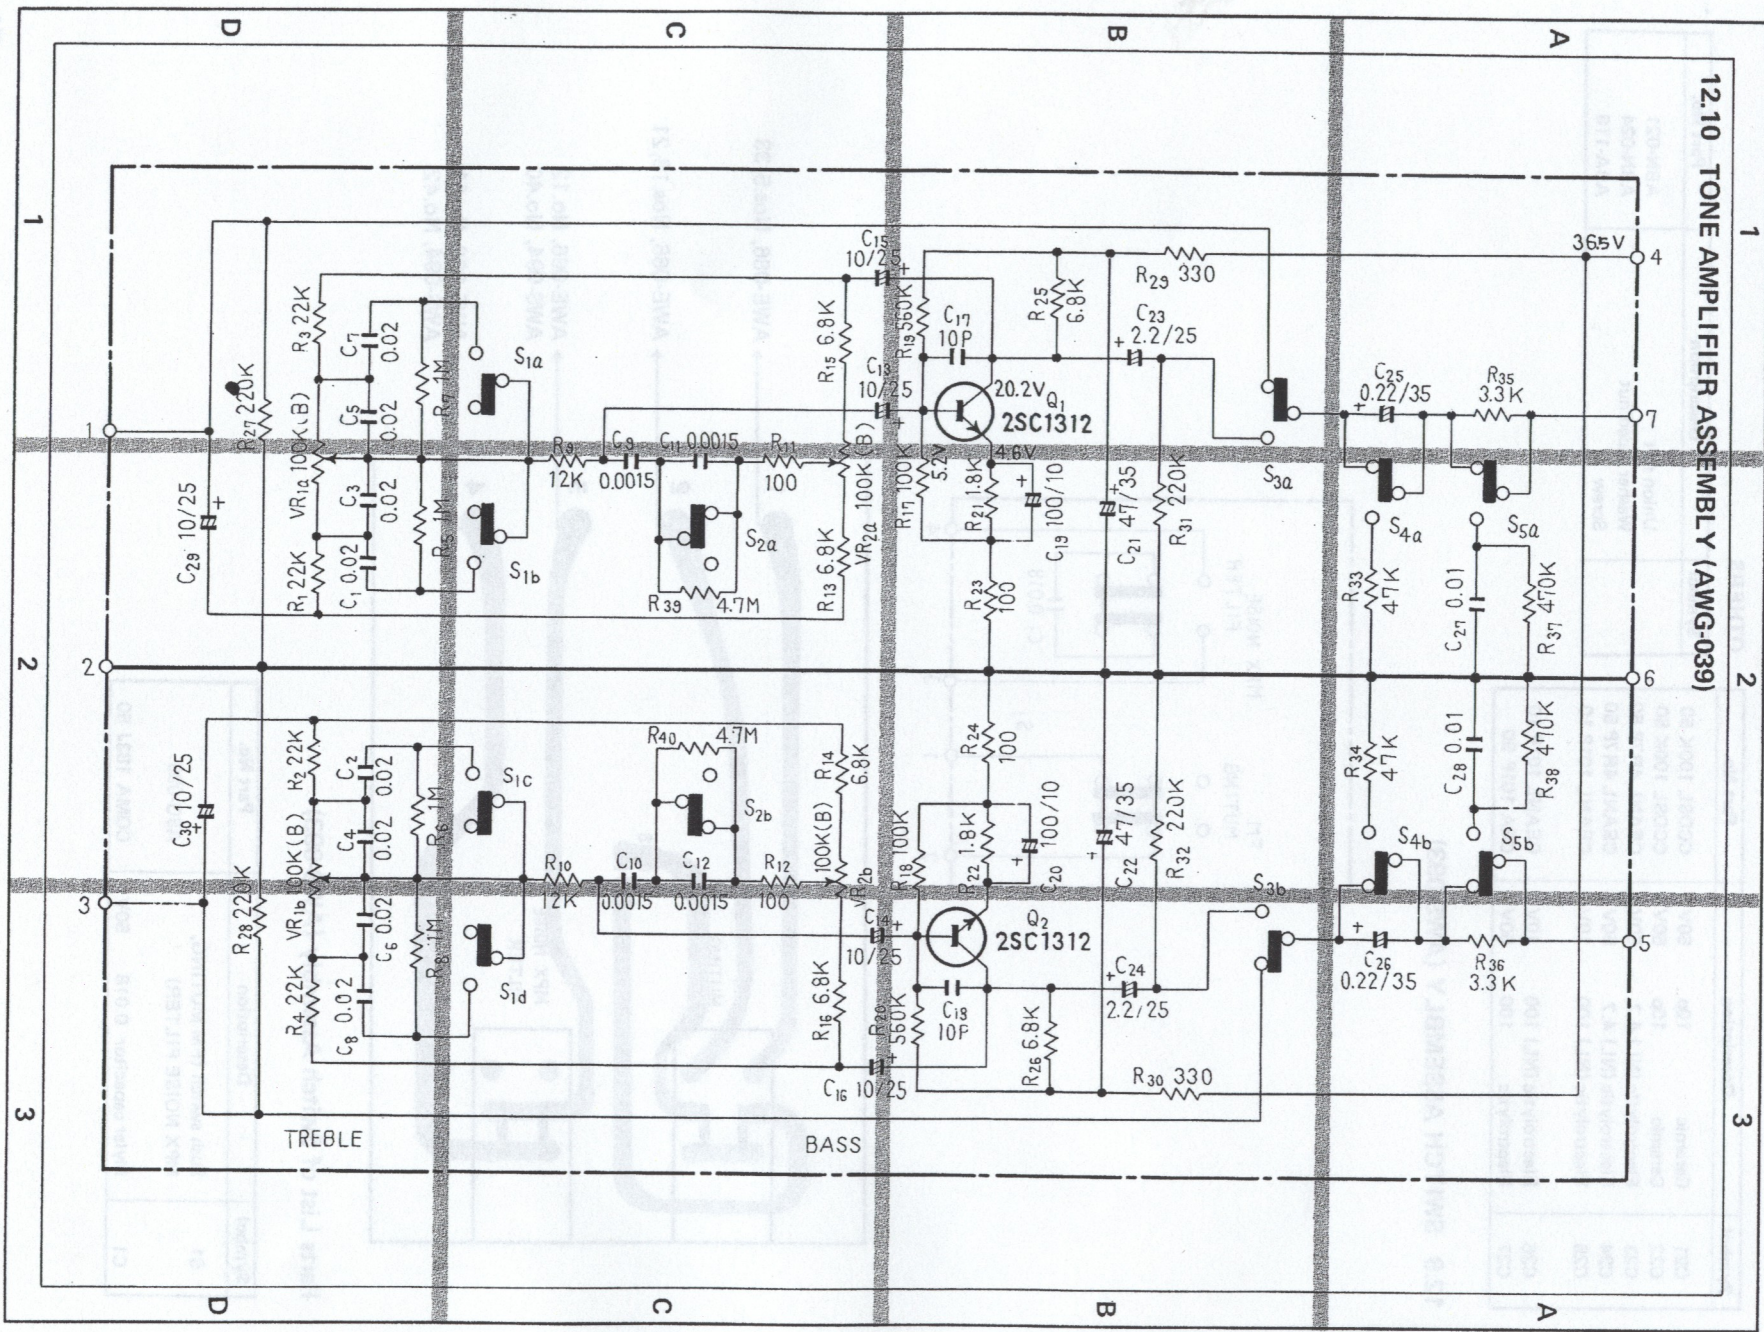 12.10 TONE AMPLIFIER ASSEMBLY (AWG-039)
D
C
B
A
1
2
3
1
2
3
D
C
B
A
C15
10/25
36.5V
4
R29 330
R3 22K
C7
0.02
R25
6.8K
C23
2.2/25
R19 560K
C17
10P
R15 6.8K
S1a
R7 1M
R27 220K
C13
10/25
20.2V
Q1
2SC1312
C25
0.22/35
R35
3.3K
7
1
C5
0.02
VR1a 100K(B)
R9
12K
C9
0.0015
C11 0.0015
R11
100
VR2a 100K(B)
R17 100K
5.2V
4.6V
S3a
C29 10/25
C3
0.02
R5 1M
S1b
S2a
R21 1.8K
C19 100/10
C21 47/35
R31 220K
S4a
S5a
R1 22K
C1 0.02
R39 4.7M
R13 6.8K
R23
100
R33
47K
C27 0.01
R37 470K
2
6
R2 22K
C2
0.02
R40 4.7M
R14
6.8K
R24
100
R34
47K
C28 0.01
R38 470K
C30 10/25
S1c
S2b
C4
0.02
R6 1M
VR1b 100K(B)
R10
12K
C10
0.0015
C12
0.0015
R12
100
100K(B)
VR2b
R18 100K
R22 1.8K
C20 100/10
C22 47/35
R32 220K
S3b
S4b
S5b
3
R28 220K
C6 0.02
R8 1M
S1d
C14
10/25
Q2
2SC1312
C26
0.22/35
R36
3.3K
5
R4 22K
C8 0.02
R16 6.8K
R20
560K
10P
C24
2.2/25
R26 6.8K
C16 10/25
R30 330
TREBLE
BASS